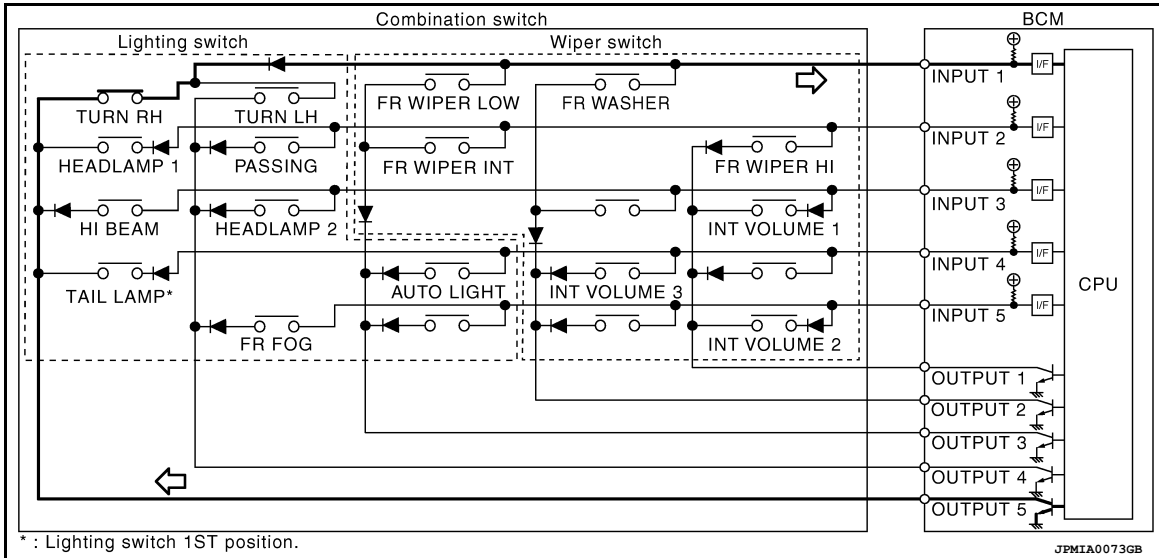 Combination switch
BCM
Lighting switch
Wiper switch
INPUT 1
I/F
TURN RH
TURN LH
FR WIPER LOW
FR WASHER
INPUT 2
I/F
HEADLAMP 1
PASSING
FR WIPER INT
FR WIPER HI
INPUT 3
I/F
HI BEAM
HEADLAMP 2
INT VOLUME 1
INPUT 4
I/F
TAIL LAMP*
AUTO LIGHT
INT VOLUME 3
CPU
INPUT 5
I/F
FR FOG
INT VOLUME 2
OUTPUT 1
OUTPUT 2
OUTPUT 3
OUTPUT 4
OUTPUT 5
* : Lighting switch 1ST position.
JPMIA0073GB